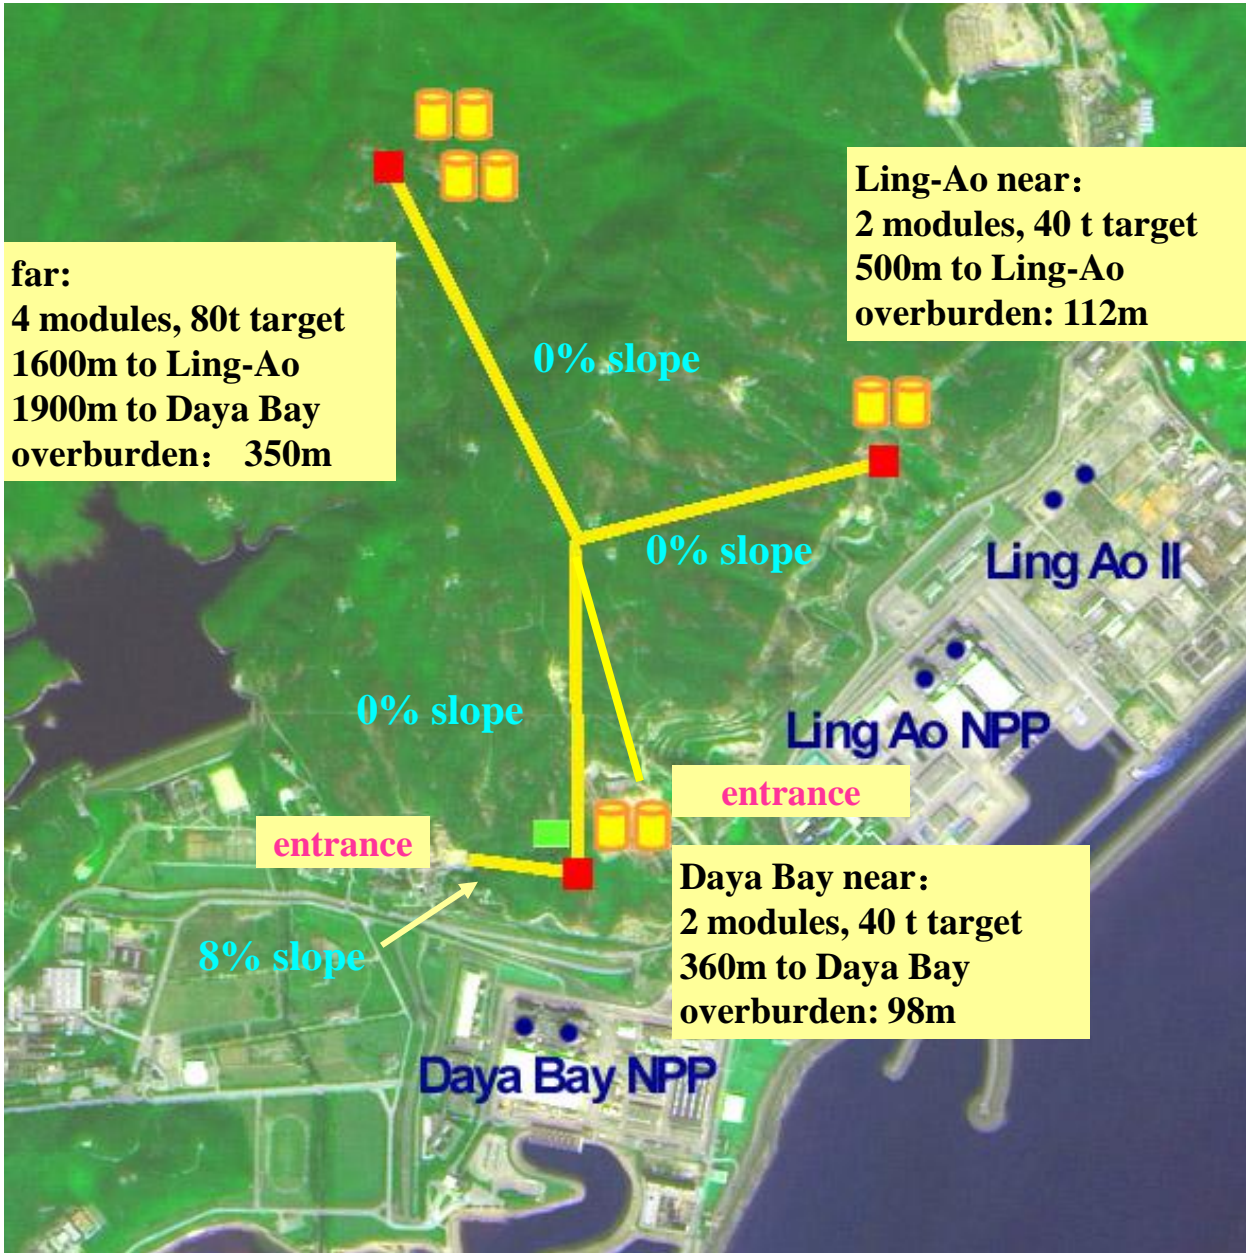 Ling-Ao near：
2 modules, 40 t target
500m to Ling-Ao
overburden: 112m
far:
4 modules, 80t target
1600m to Ling-Ao
1900m to Daya Bay
overburden： 350m
0% slope
0% slope
Ling Ao II
0% slope
Ling Ao NPP
entrance
entrance
Daya Bay near：
2 modules, 40 t target
360m to Daya Bay
overburden: 98m
8% slope
Daya Bay NPP